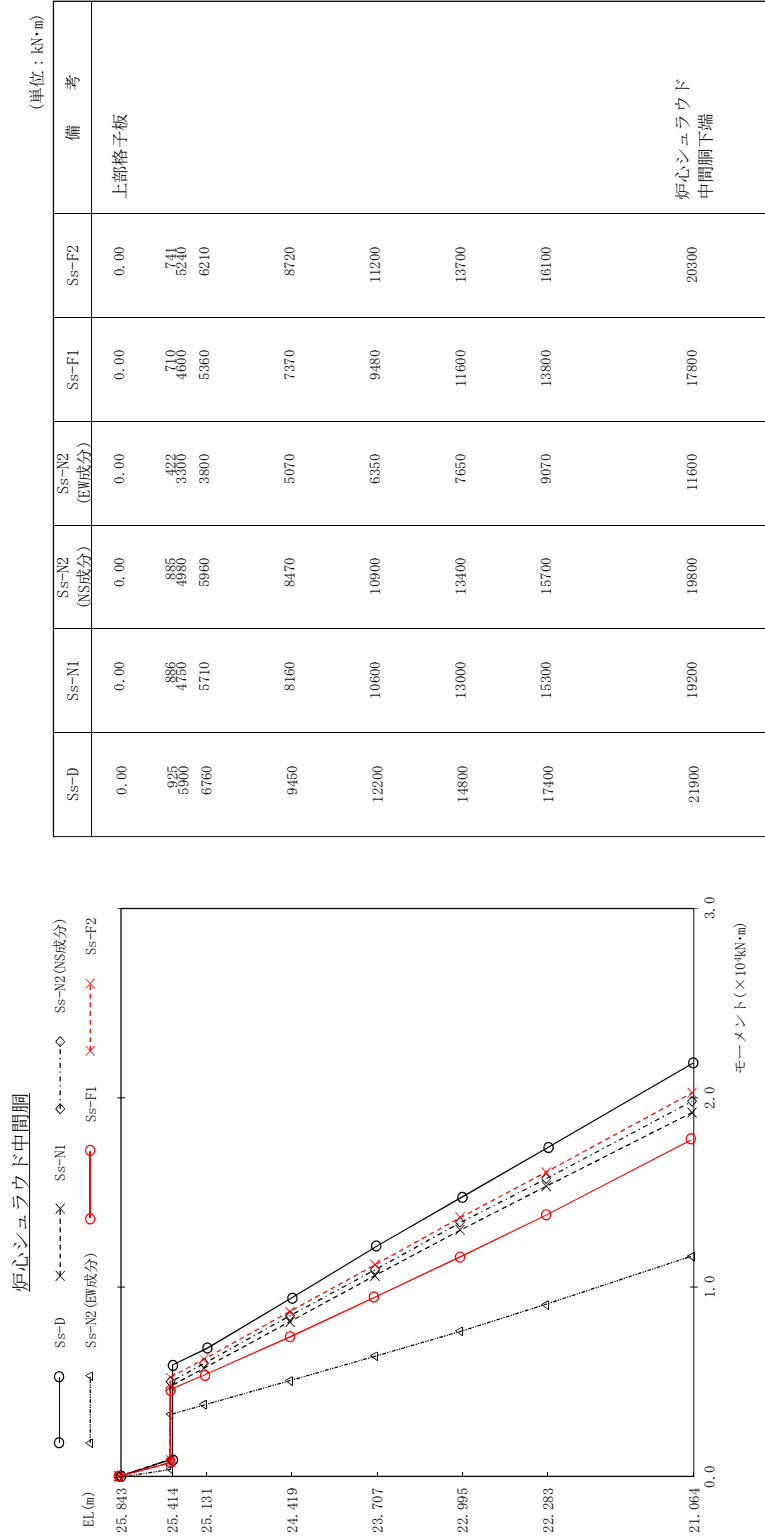 炉心シュラウド中間胴
Ss-D Ss-N1 Ss-N2(NS成分)
Ss-N2(EW成分) Ss-F1 Ss-F2
EL(m)
25.843
25.414
25.131
24.419
23.707
22.995
22.283
21.064
0.0 1.0 2.0 3.0
モーメント(×10⁴kN・m)
(単位:kN・m)
Ss-D Ss-N1 Ss-N2(NS成分) Ss-N2(EW成分) Ss-F1 Ss-F2 備 考
0.00 0.00 0.00 0.00 0.00 0.00 上部格子板
925 886 885 422 710 741
5900 4750 4980 3300 4600 5240
6760 5710 5960 3800 5360 6210
9450 8160 8470 5070 7370 8720
12200 10600 10900 6350 9480 11200
14800 13000 13400 7650 11600 13700
17400 15300 15700 9070 13800 16100
21900 19200 19800 11600 17800 20300 炉心シュラウド
中間胴下端